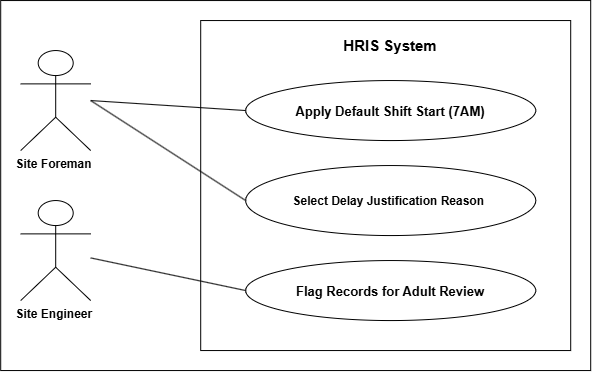 HRIS System
Apply Default Shift Start (7AM)
Site Foreman
Select Delay Justification Reason
Flag Records for Adult Review
Site Engineer